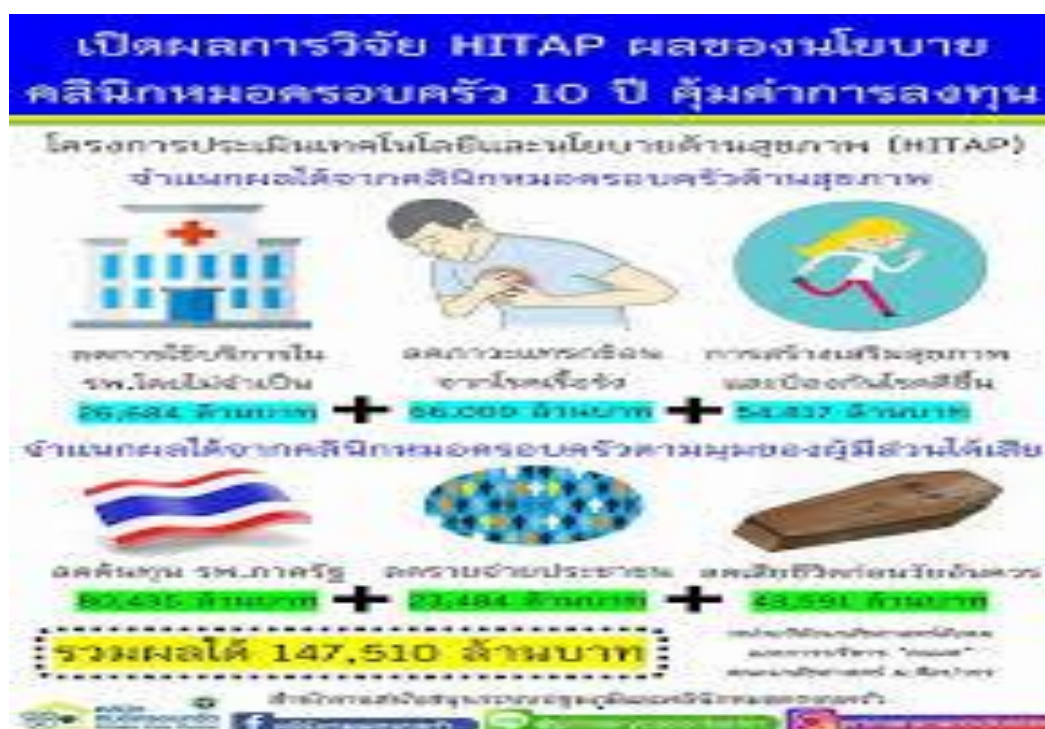 เปิดผลการวิจัย HITAP ผลของนโยบาย
คลินิกหมอครอบครัว 10 ปี คุ้มค่าการลงทุน
โครงการประเมินเทคโนโลยีและนโยบายด้านสุขภาพ (HITAP)
จำแนกผลได้จากคลินิกหมอครอบครัวด้านสุขภาพ
ลดการใช้บริการใน
รพ.โดยไม่จำเป็น
26,684 ล้านบาท
+
ลดภาวะแทรกซ้อน
จากโรคเรื้อรัง
ล้านบาท
+
การสร้างเสริมสุขภาพ
และป้องกันโรคดีขึ้น
54,817 ล้านบาท
จำแนกผลได้จากคลินิกหมอครอบครัวตามมุมของผู้มีส่วนได้เสีย
ลดต้นทุน รพ.ภาครัฐ
80,435 ล้านบาท
+
ลดรายจ่ายประชาชน
23,484 ล้านบาท
+
ลดเสียชีวิตก่อนวัยอันควร
43,591 ล้านบาท
รวมผลได้ 147,510 ล้านบาท